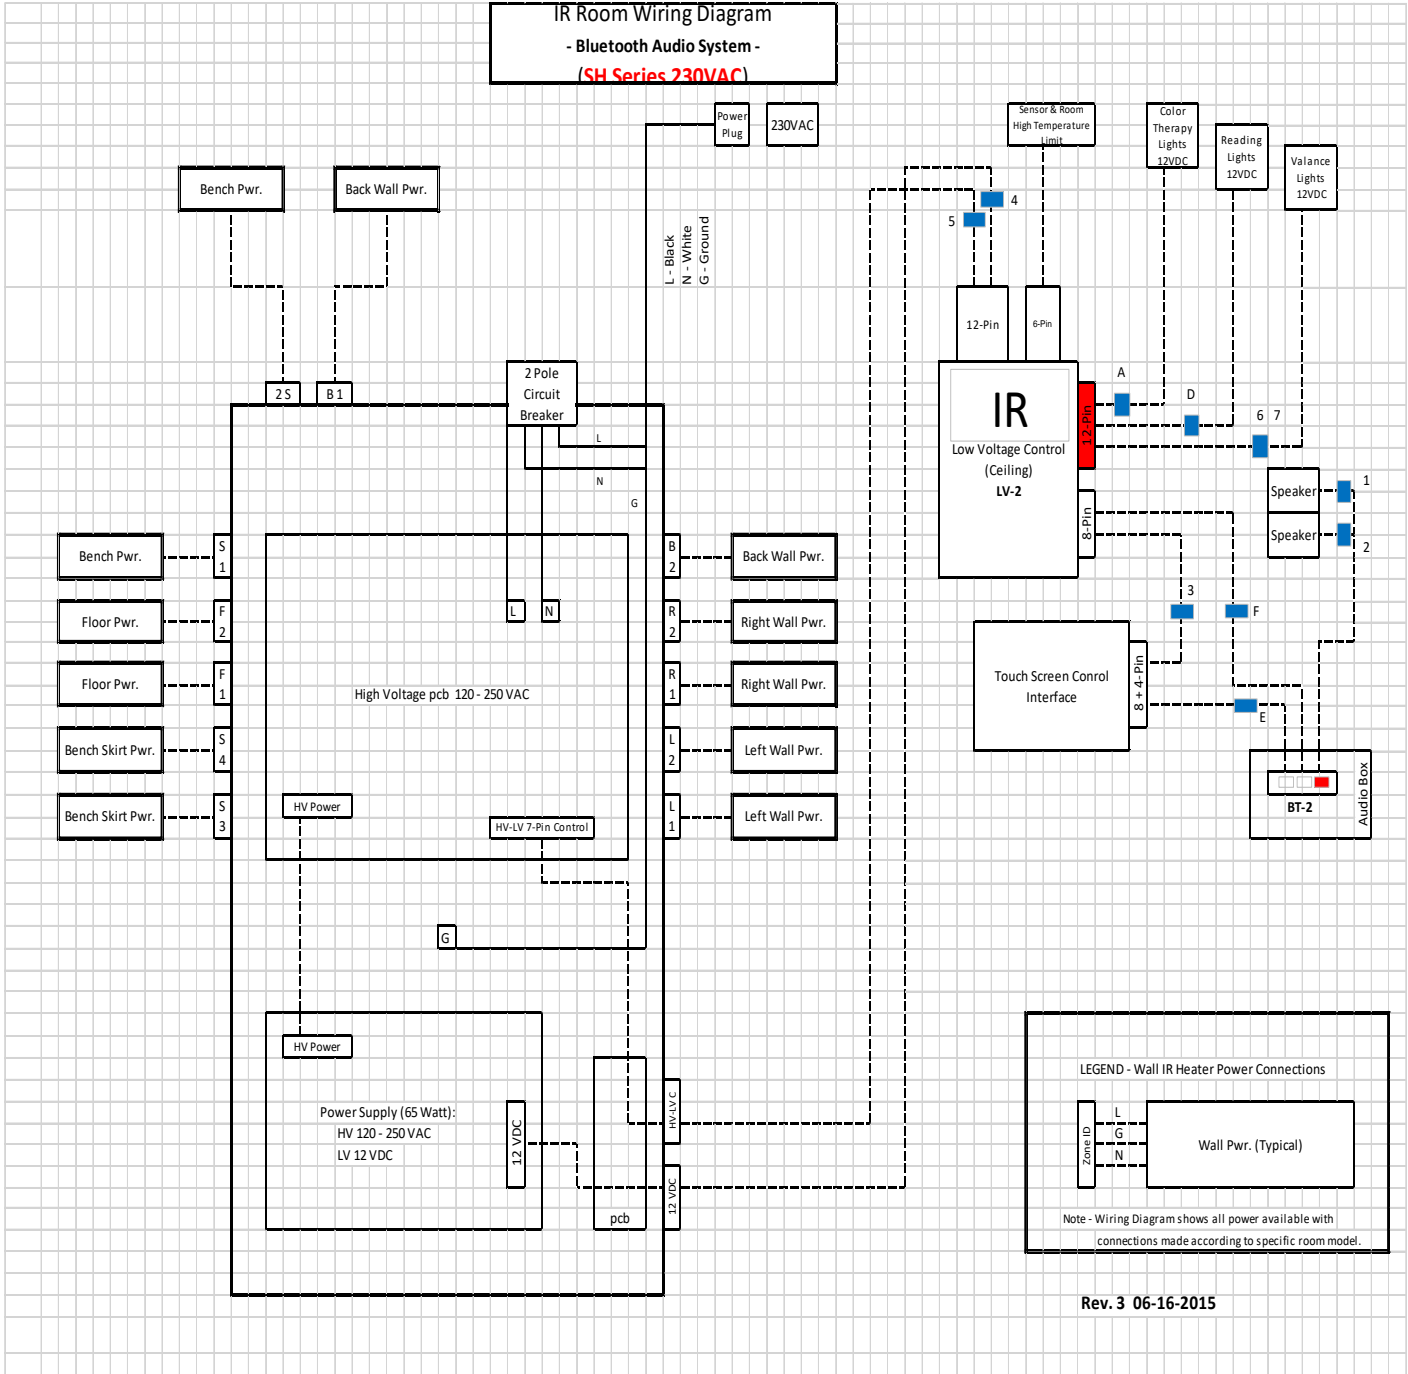 IR Room Wiring Diagram
- Bluetooth Audio System -
(SH Series 230VAC)
Power
Plug
230VAC
Sensor & Room
High Temperature
Limit
Color
Therapy
Lights
12VDC
Reading
Lights
12VDC
Valance
Lights
12VDC
Bench Pwr.
Back Wall Pwr.
L - Black
N - White
G - Ground
4
5
12-Pin
6-Pin
2 S
B 1
2 Pole
Circuit
Breaker
L
N
G
IR
Low Voltage Control
(Ceiling)
LV-2
12-Pin
8-Pin
A
D
6 7
Speaker
1
Speaker
2
3
F
E
Touch Screen Conrol
Interface
8 + 4-Pin
BT-2
Audio Box
Bench Pwr.
S
1
Floor Pwr.
F
2
Floor Pwr.
F
1
Bench Skirt Pwr.
S
4
Bench Skirt Pwr.
S
3
L
N
High Voltage pcb 120 - 250 VAC
HV Power
HV-LV 7-Pin Control
B
2
Back Wall Pwr.
R
2
Right Wall Pwr.
R
1
Right Wall Pwr.
L
2
Left Wall Pwr.
L
1
Left Wall Pwr.
G
HV Power
Power Supply (65 Watt):
HV 120 - 250 VAC
LV 12 VDC
12 VDC
pcb
HV-LV C
12 VDC
LEGEND - Wall IR Heater Power Connections
Zone ID
L
G
N
Wall Pwr. (Typical)
Note - Wiring Diagram shows all power available with
connections made according to specific room model.
Rev. 3 06-16-2015